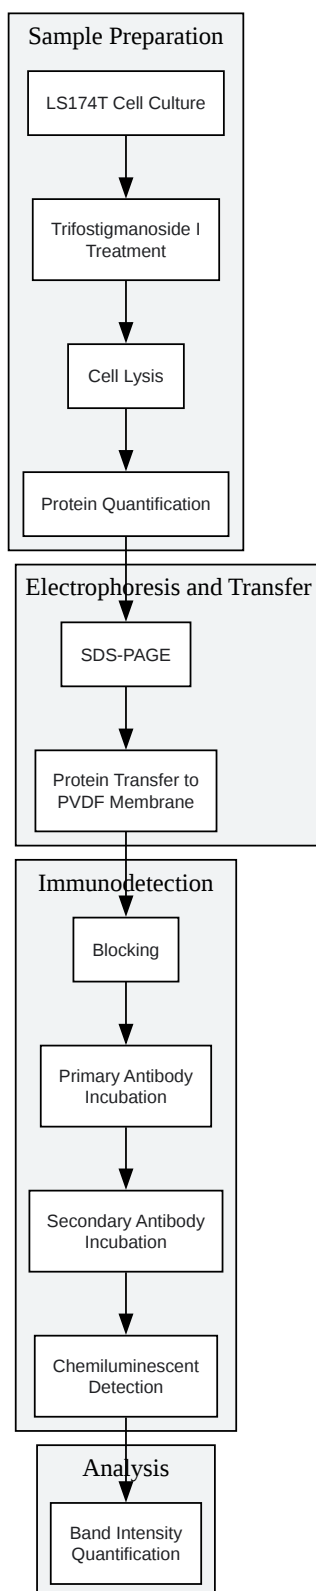 Sample Preparation
LS174T Cell Culture
Trifostigmanoside I
Treatment
Cell Lysis
Protein Quantification
Electrophoresis and Transfer
SDS-PAGE
Protein Transfer to
PVDF Membrane
Immunodetection
Blocking
Primary Antibody
Incubation
Secondary Antibody
Incubation
Chemiluminescent
Detection
Analysis
Band Intensity
Quantification